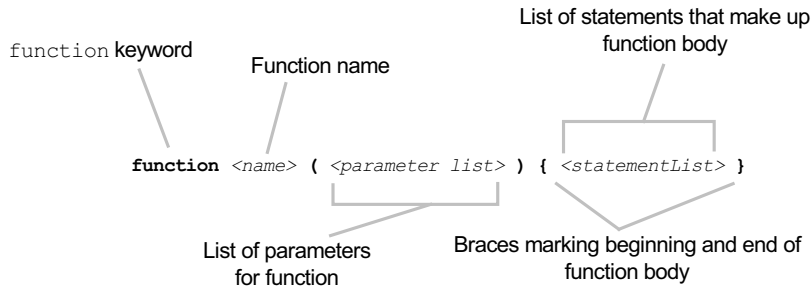 List of statements that make up
function body
function keyword
Function name
function <name> ( <parameter list> ) { <statementList> }
List of parameters
for function
Braces marking beginning and end of
function body